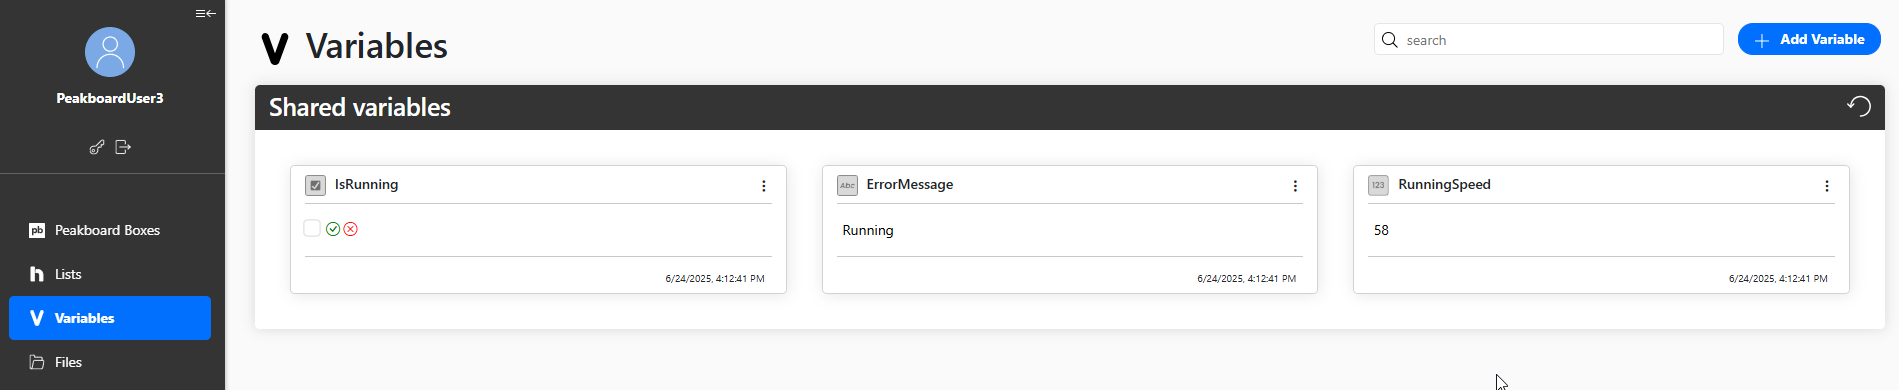 PeakboardUser3
pb Peakboard Boxes
h Lists
V Variables
Files
V Variables
search
+ Add Variable
Shared variables
IsRunning
6/24/2025, 4:12:41 PM
Abc ErrorMessage
Running
6/24/2025, 4:12:41 PM
123 RunningSpeed
58
6/24/2025, 4:12:41 PM